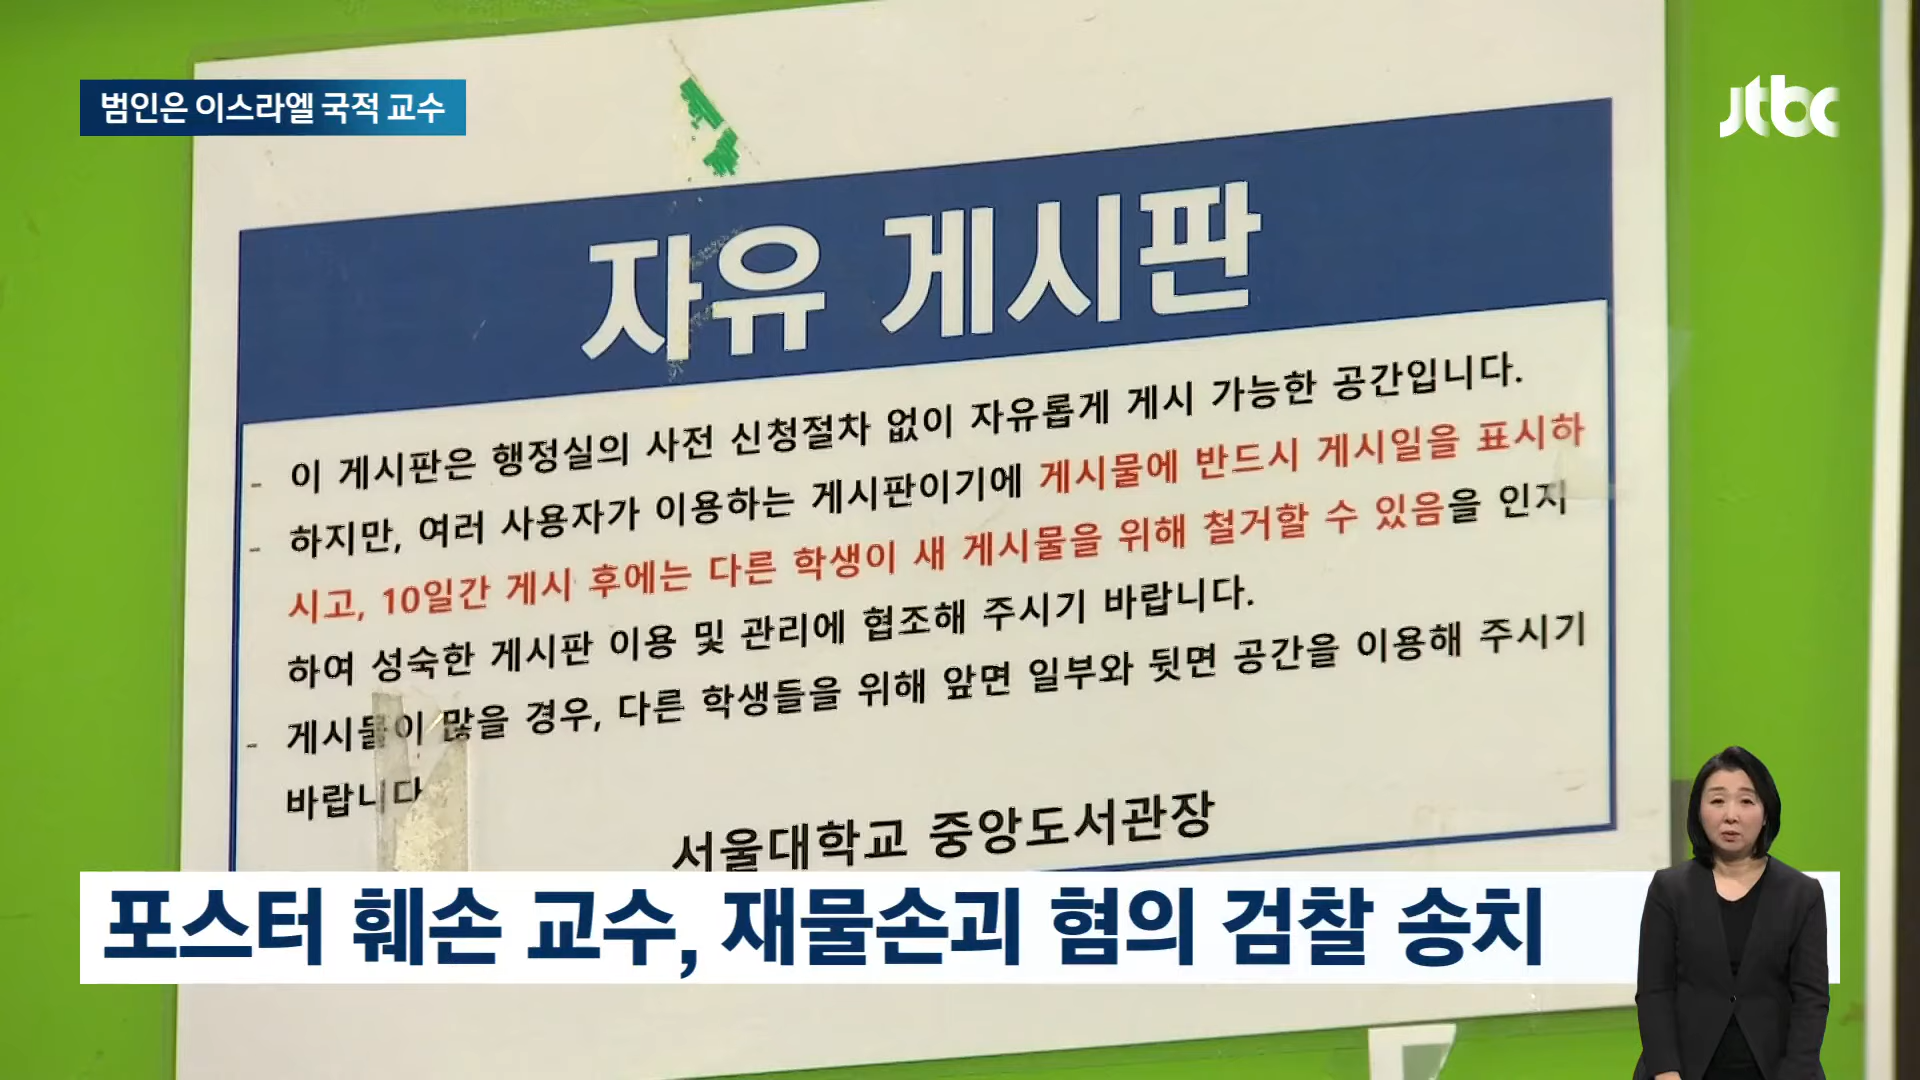 범인은 이스라엘 국적 교수
jtbc
자유 게시판
- 이 게시판은 행정실의 사전 신청절차 없이 자유롭게 게시 가능한 공간입니다.
- 하지만, 여러 사용자가 이용하는 게시판이기에 게시물에 반드시 게시일을 표시하
시고, 10일간 게시 후에는 다른 학생이 새 게시물을 위해 철거할 수 있음을 인지
하여 성숙한 게시판 이용 및 관리에 협조해 주시기 바랍니다.
- 게시물이 많을 경우, 다른 학생들을 위해 앞면 일부와 뒷면 공간을 이용해 주시기
바랍니다
서울대학교 중앙도서관장
포스터 훼손 교수, 재물손괴 혐의 검찰 송치